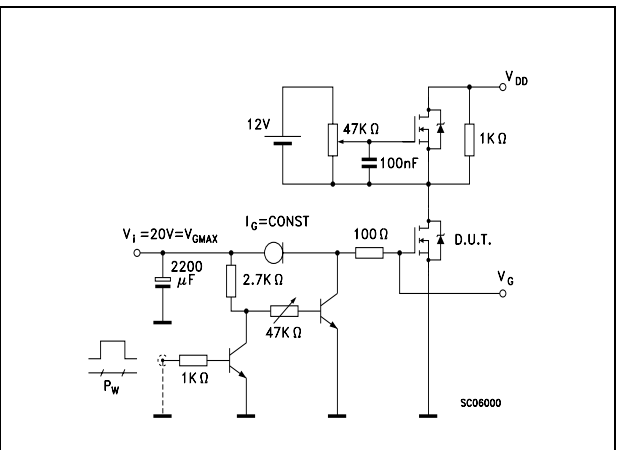 V_DD
12V
47KΩ
1KΩ
100nF
I_G=CONST
V_i=20V=V_GMAX
100Ω
D.U.T.
2200
μF
2.7KΩ
V_G
47KΩ
1KΩ
P_W
SC06000